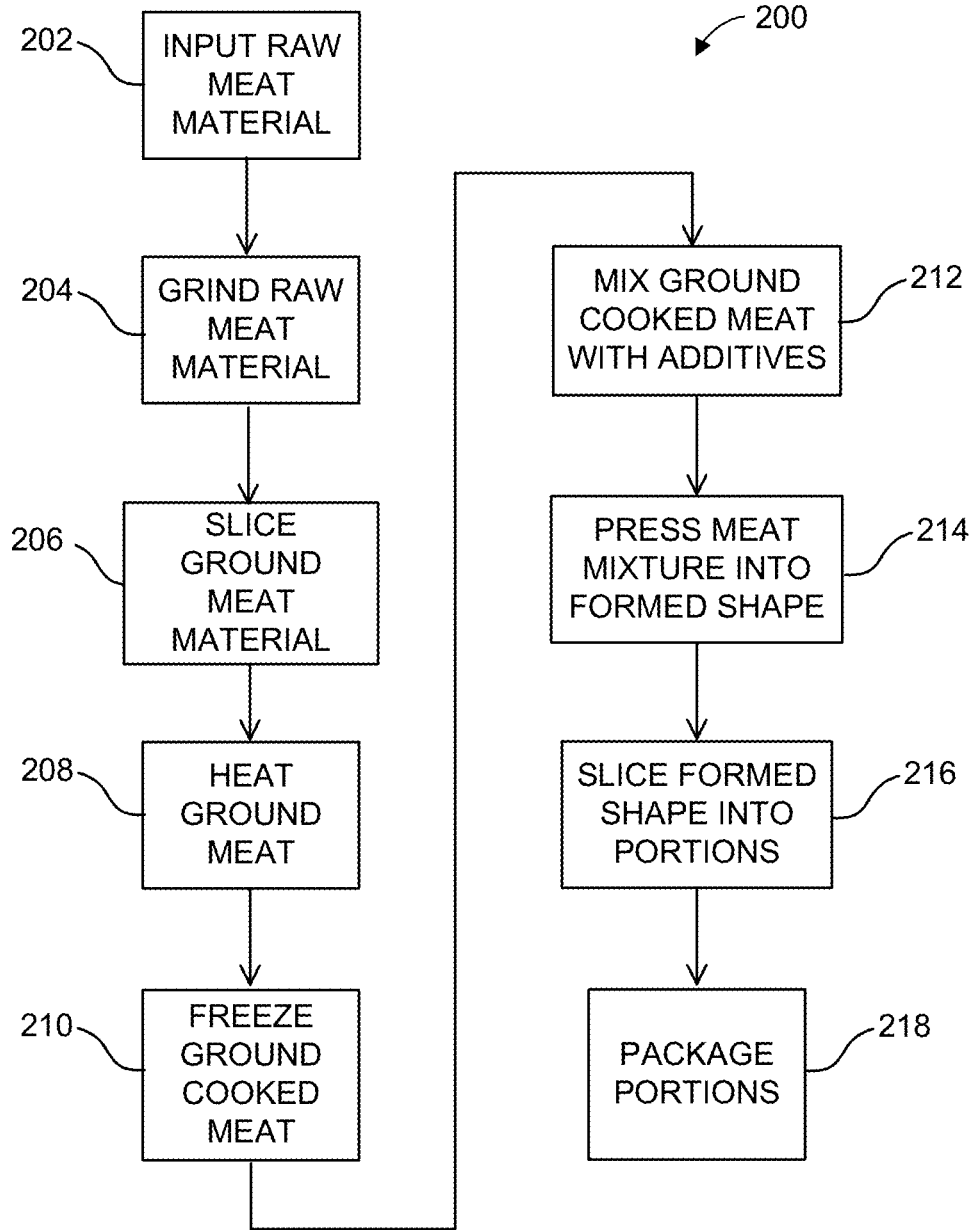 200
202
INPUT RAW
MEAT
MATERIAL
204
GRIND RAW
MEAT
MATERIAL
206
SLICE
GROUND
MEAT
MATERIAL
208
HEAT
GROUND
MEAT
210
FREEZE
GROUND
COOKED
MEAT
212
MIX GROUND
COOKED MEAT
WITH ADDITIVES
214
PRESS MEAT
MIXTURE INTO
FORMED SHAPE
216
SLICE FORMED
SHAPE INTO
PORTIONS
218
PACKAGE
PORTIONS